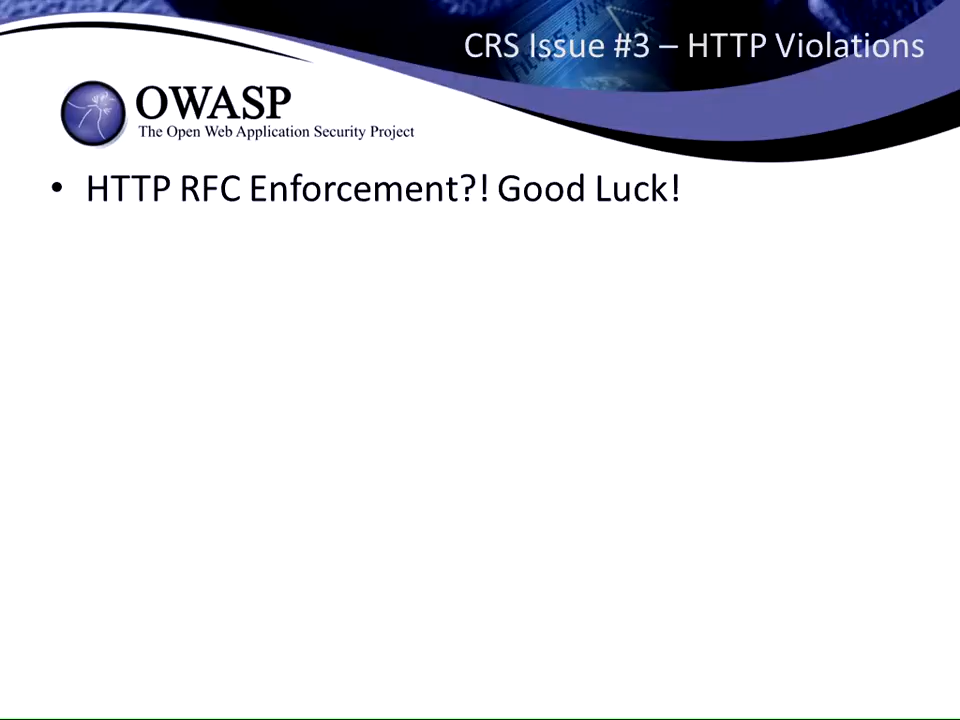 CRS Issue #3 – HTTP Violations
OWASP
The Open Web Application Security Project
• HTTP RFC Enforcement?! Good Luck!